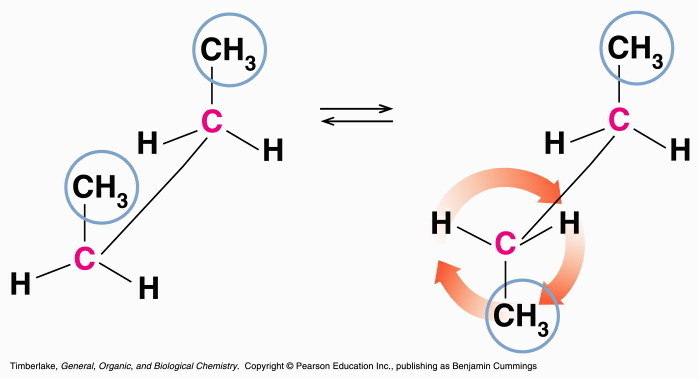 CH3
C
H
H
CH3
C
H
H
CH3
C
H
H
H
C
H
CH3
Timberlake, General, Organic, and Biological Chemistry. Copyright © Pearson Education Inc., publishing as Benjamin Cummings